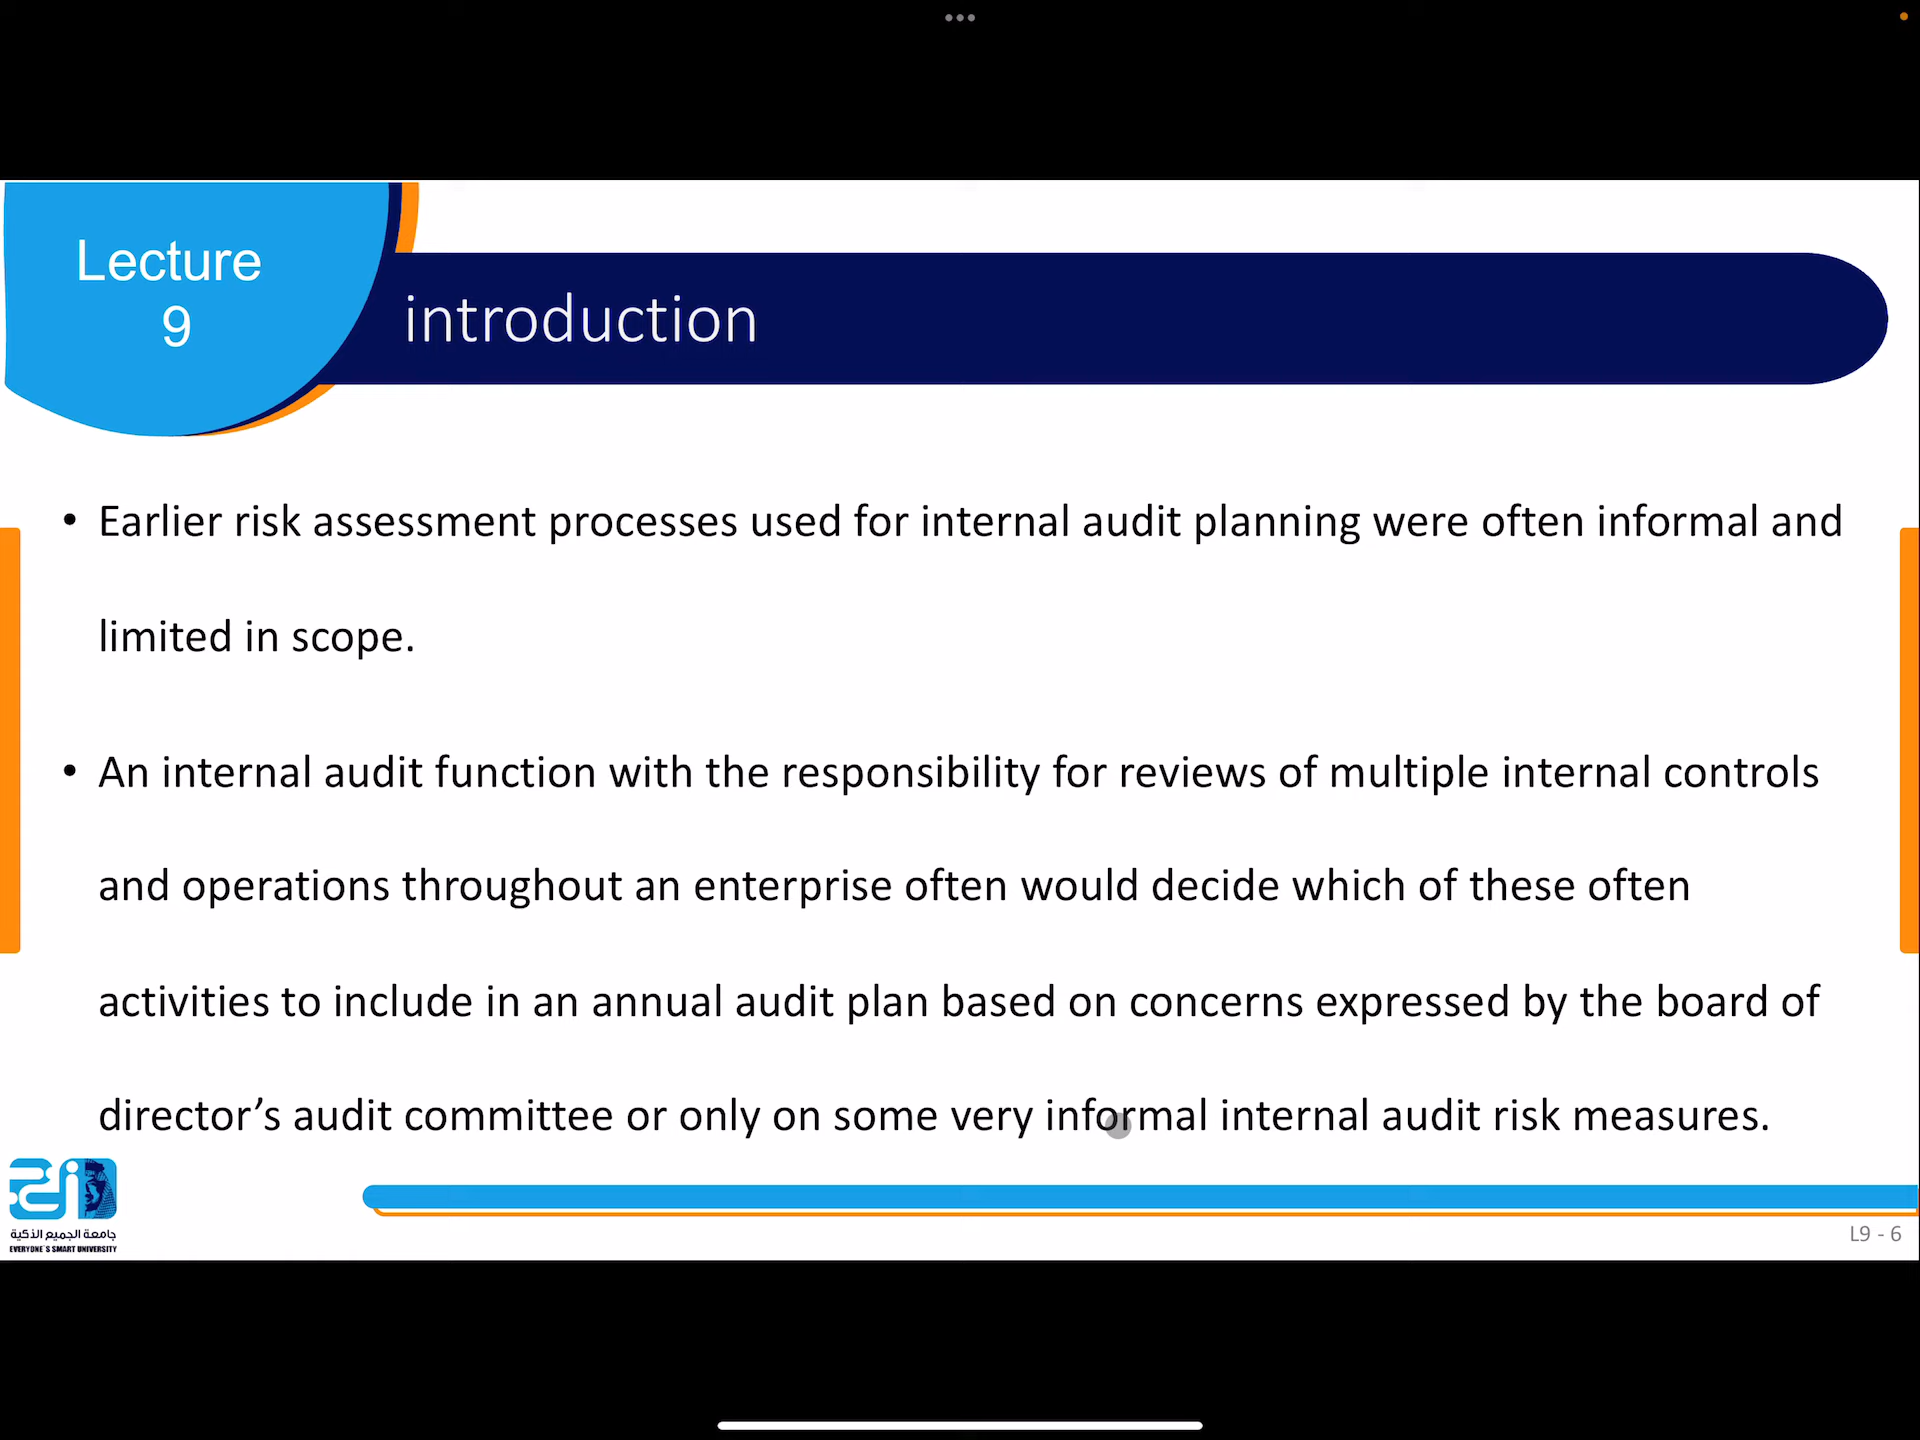 Lecture
9
introduction
• Earlier risk assessment processes used for internal audit planning were often informal and
limited in scope.
• An internal audit function with the responsibility for reviews of multiple internal controls
and operations throughout an enterprise often would decide which of these often
activities to include in an annual audit plan based on concerns expressed by the board of
director’s audit committee or only on some very informal internal audit risk measures.
جامعة الجميع الذكية
EVERYONE`S SMART UNIVERSITY
L9 - 6